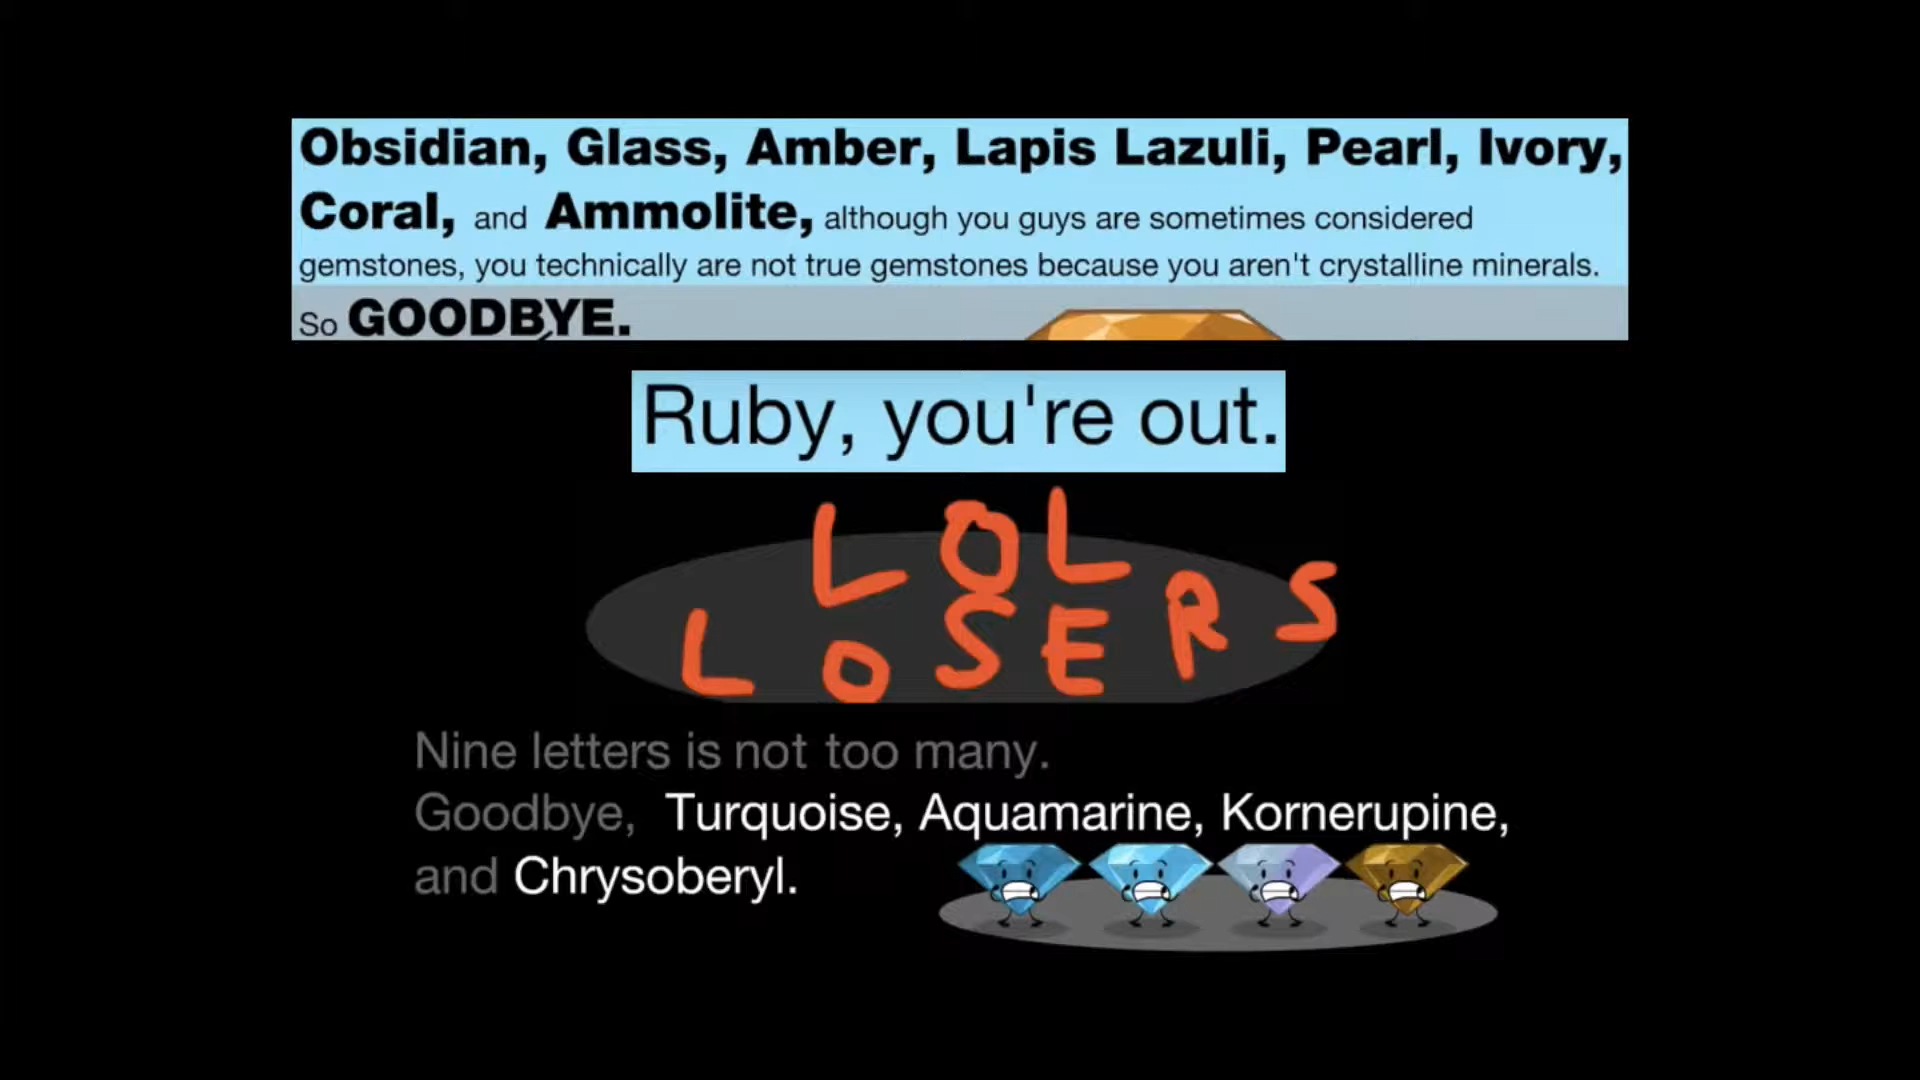 Obsidian, Glass, Amber, Lapis Lazuli, Pearl, Ivory,
Coral, and Ammolite, although you guys are sometimes considered
gemstones, you technically are not true gemstones because you aren't crystalline minerals.
So GOODBYE.
Ruby, you're out.
LOL
LOSERS
Nine letters is not too many.
Goodbye, Turquoise, Aquamarine, Kornerupine,
and Chrysoberyl.